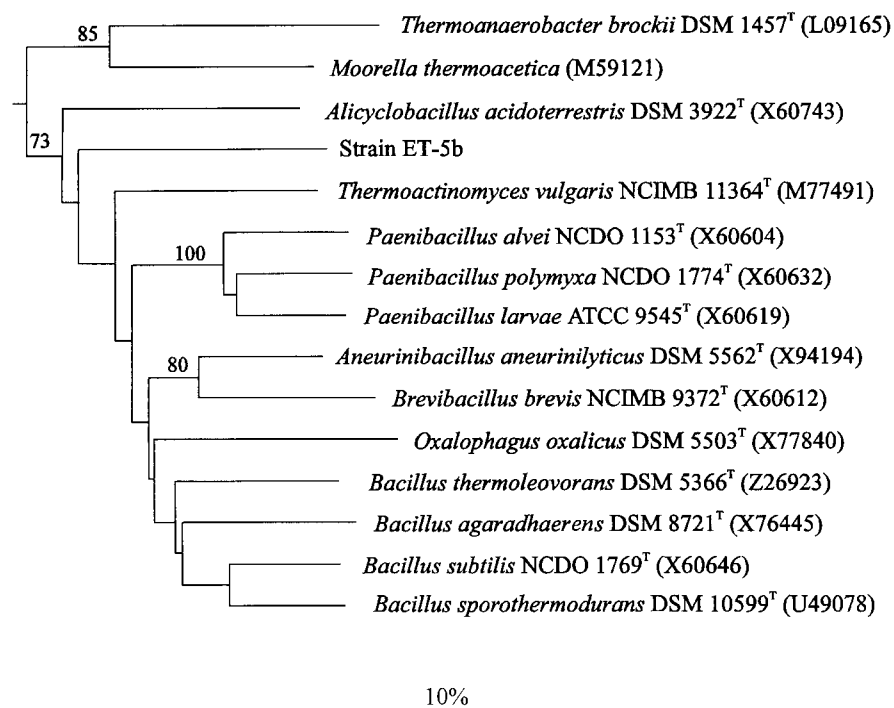 85
Thermoanaerobacter brockii DSM 1457ᵀ (L09165)
Moorella thermoacetica (M59121)
Alicyclobacillus acidoterrestris DSM 3922ᵀ (X60743)
73
Strain ET-5b
Thermoactinomyces vulgaris NCIMB 11364ᵀ (M77491)
Paenibacillus alvei NCDO 1153ᵀ (X60604)
100
Paenibacillus polymyxa NCDO 1774ᵀ (X60632)
Paenibacillus larvae ATCC 9545ᵀ (X60619)
Aneurinibacillus aneurinilyticus DSM 5562ᵀ (X94194)
80
Brevibacillus brevis NCIMB 9372ᵀ (X60612)
Oxalophagus oxalicus DSM 5503ᵀ (X77840)
Bacillus thermoleovorans DSM 5366ᵀ (Z26923)
Bacillus agaradhaerens DSM 8721ᵀ (X76445)
Bacillus subtilis NCDO 1769ᵀ (X60646)
Bacillus sporothermodurans DSM 10599ᵀ (U49078)
10%